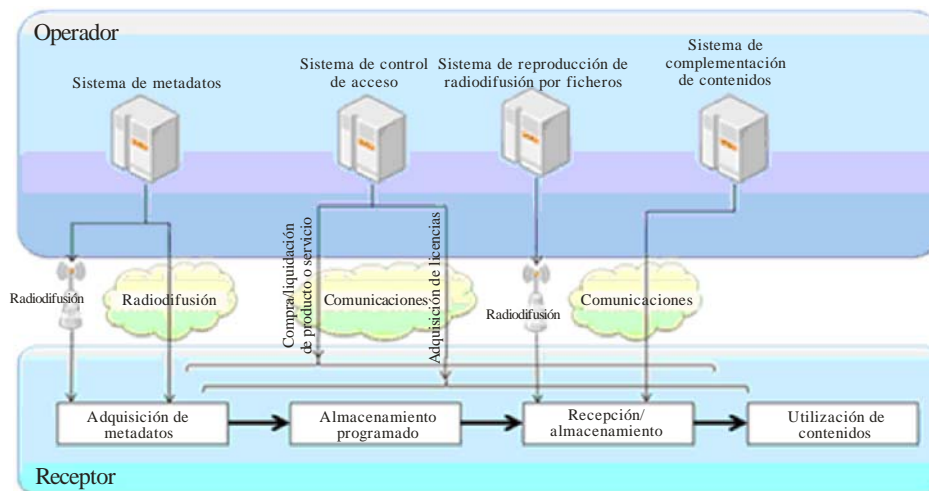 Operador
Sistema de metadatos
Sistema de control
de acceso
Sistema de reproducción de
radiodifusión por ficheros
Sistema de
complementación
de contenidos
Radiodifusión
Radiodifusión
Compra/liquidación
de producto o servicio
Comunicaciones
Adquisición de licencias
Radiodifusión
Comunicaciones
Adquisición de
metadatos
Almacenamiento
programado
Recepción/
almacenamiento
Utilización de
contenidos
Receptor